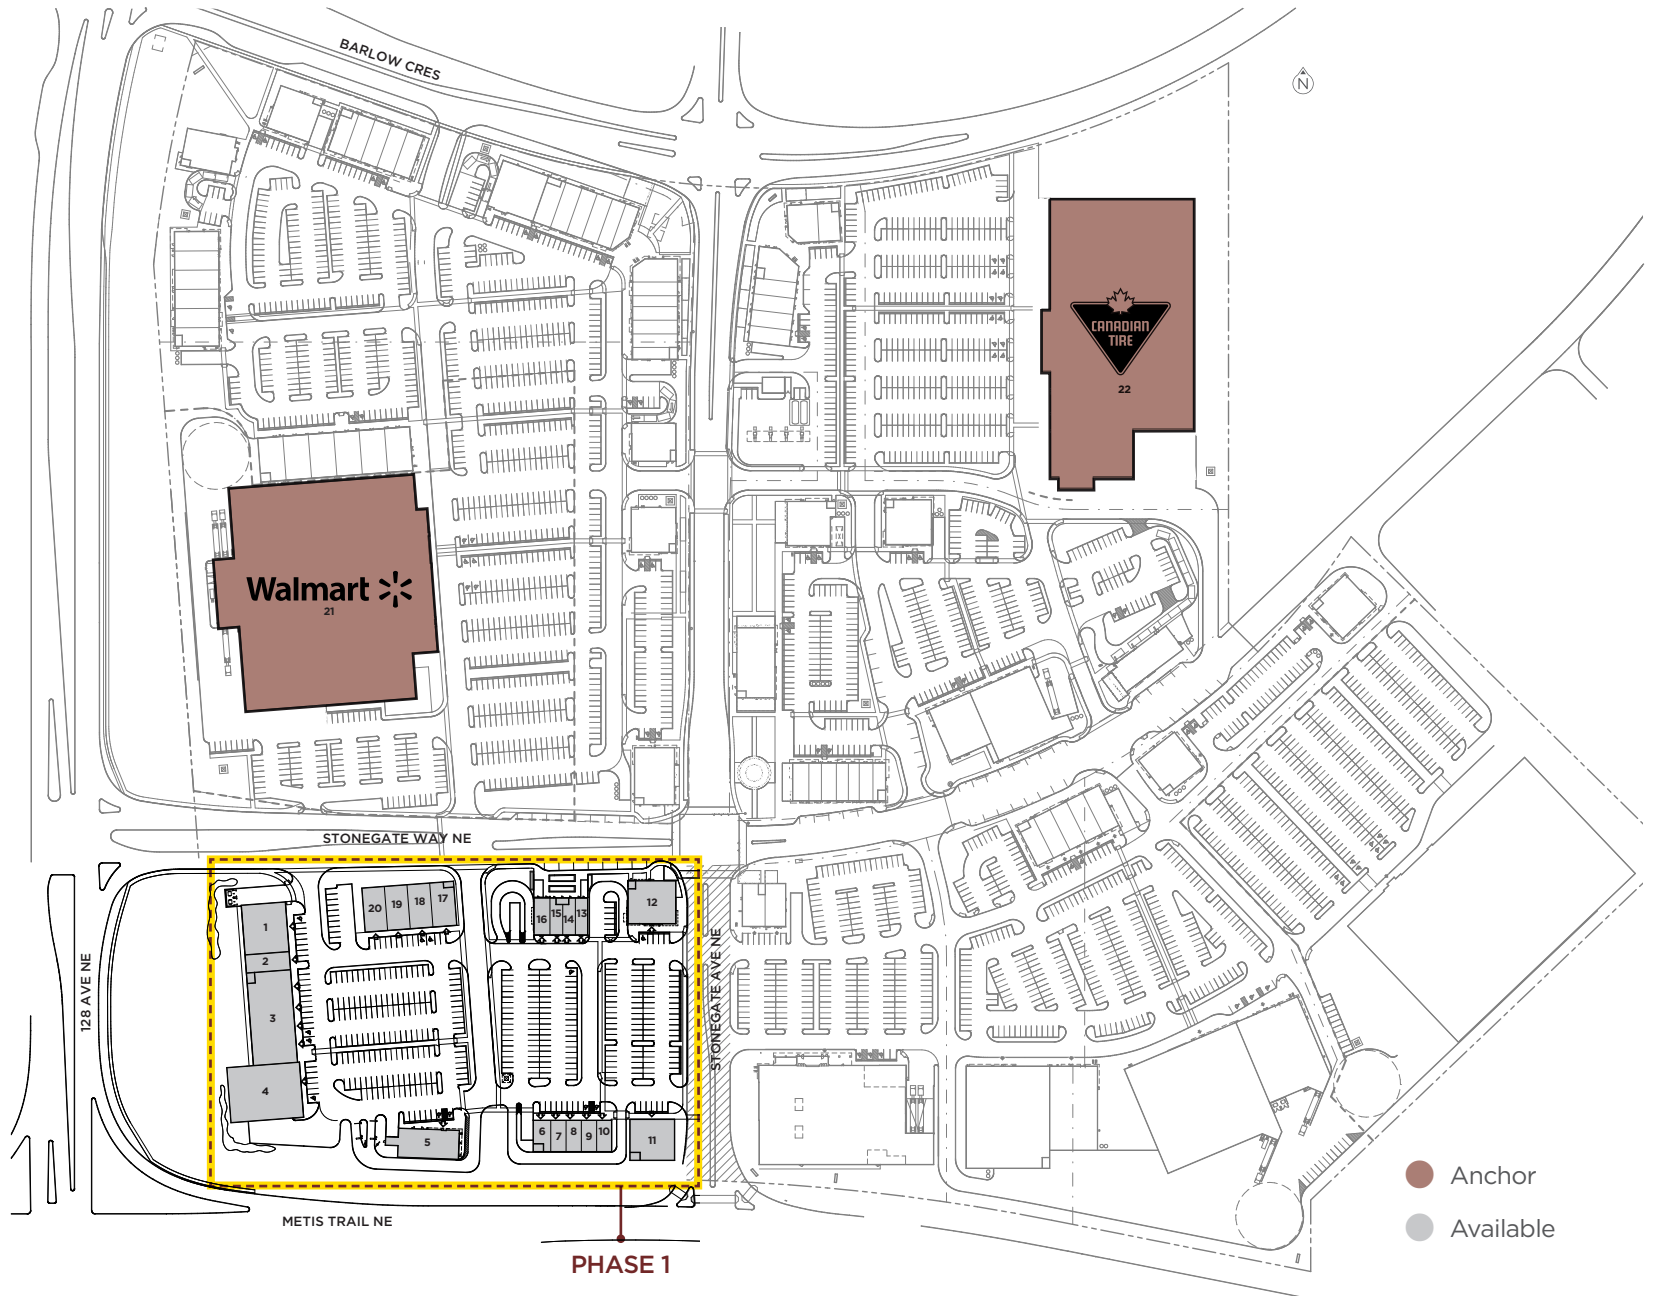 BARLOW CRES
N
CANADIAN
TIRE
22
Walmart
21
STONEGATE WAY NE
128 AVE NE
STONEGATE AVE NE
1
2
3
4
20
19
18
17
16
15
14
13
12
5
6
7
8
9
10
11
METIS TRAIL NE
PHASE 1
Anchor
Available